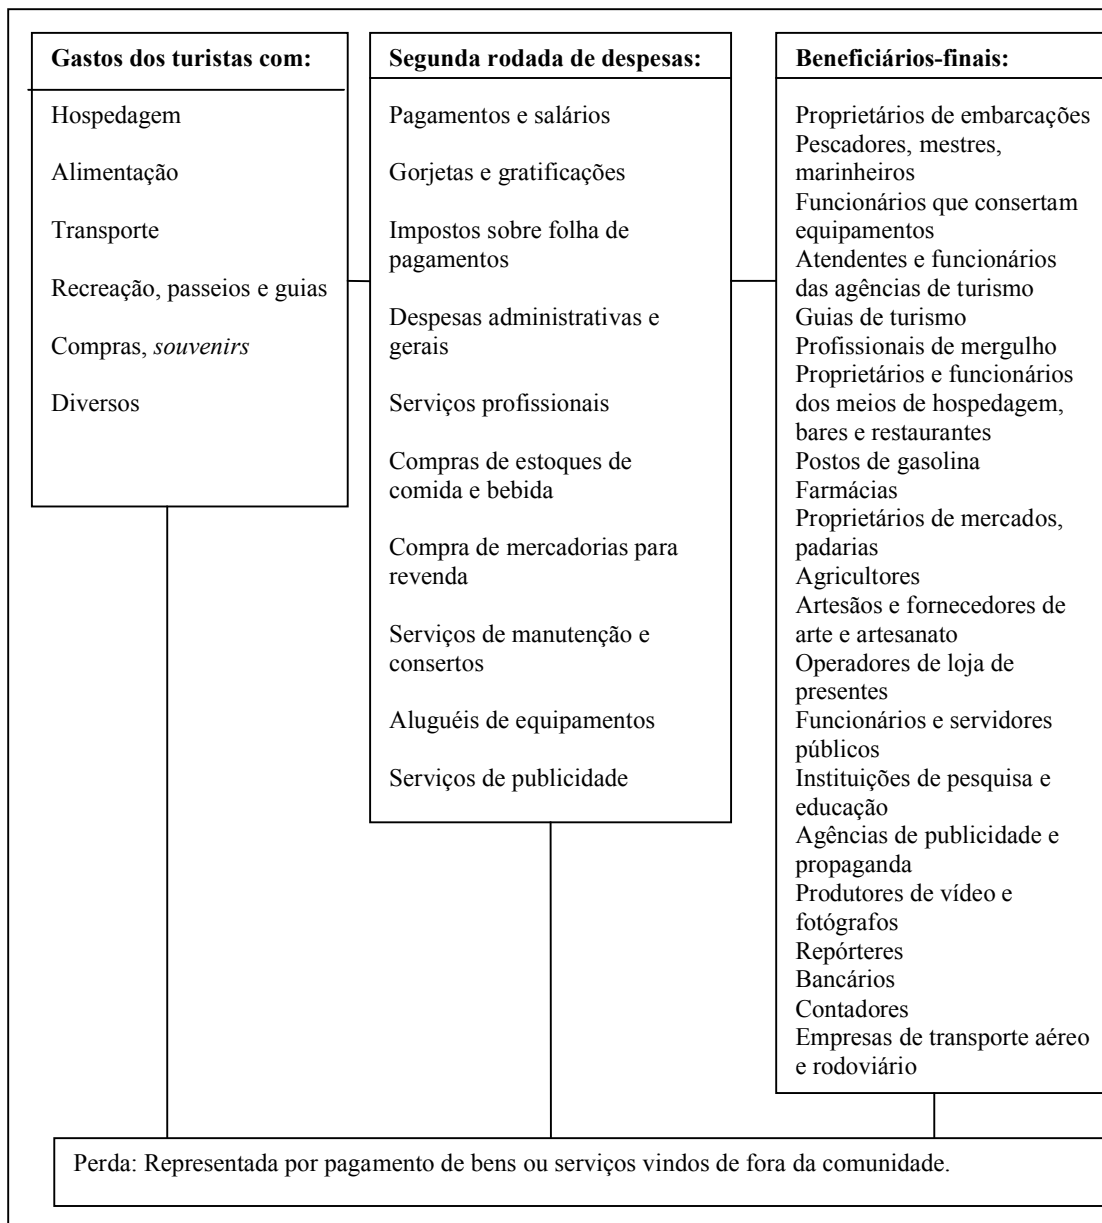 Gastos dos turistas com:
Hospedagem
Alimentação
Transporte
Recreação, passeios e guias
Compras, souvenirs
Diversos
Segunda rodada de despesas:
Pagamentos e salários
Gorjetas e gratificações
Impostos sobre folha de
pagamentos
Despesas administrativas e
gerais
Serviços profissionais
Compras de estoques de
comida e bebida
Compra de mercadorias para
revenda
Serviços de manutenção e
consertos
Aluguéis de equipamentos
Serviços de publicidade
Beneficiários-finais:
Proprietários de embarcações
Pescadores, mestres,
marinheiros
Funcionários que consertam
equipamentos
Atendentes e funcionários
das agências de turismo
Guias de turismo
Profissionais de mergulho
Proprietários e funcionários
dos meios de hospedagem,
bares e restaurantes
Postos de gasolina
Farmácias
Proprietários de mercados,
padarias
Agricultores
Artesãos e fornecedores de
arte e artesanato
Operadores de loja de
presentes
Funcionários e servidores
públicos
Instituições de pesquisa e
educação
Agências de publicidade e
propaganda
Produtores de vídeo e
fotógrafos
Repórteres
Bancários
Contadores
Empresas de transporte aéreo
e rodoviário
Perda: Representada por pagamento de bens ou serviços vindos de fora da comunidade.